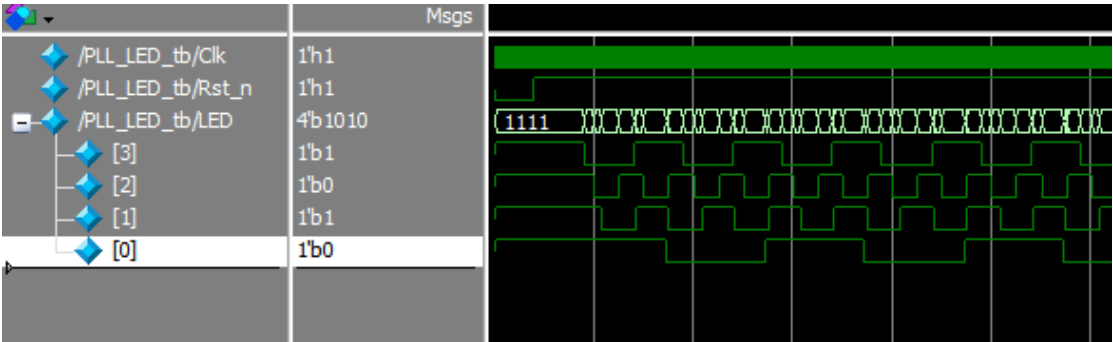 Msgs
/PLL_LED_tb/Clk 1'h1
/PLL_LED_tb/Rst_n 1'h1
/PLL_LED_tb/LED 4'b1010 1111
[3] 1'b1
[2] 1'b0
[1] 1'b1
[0] 1'b0